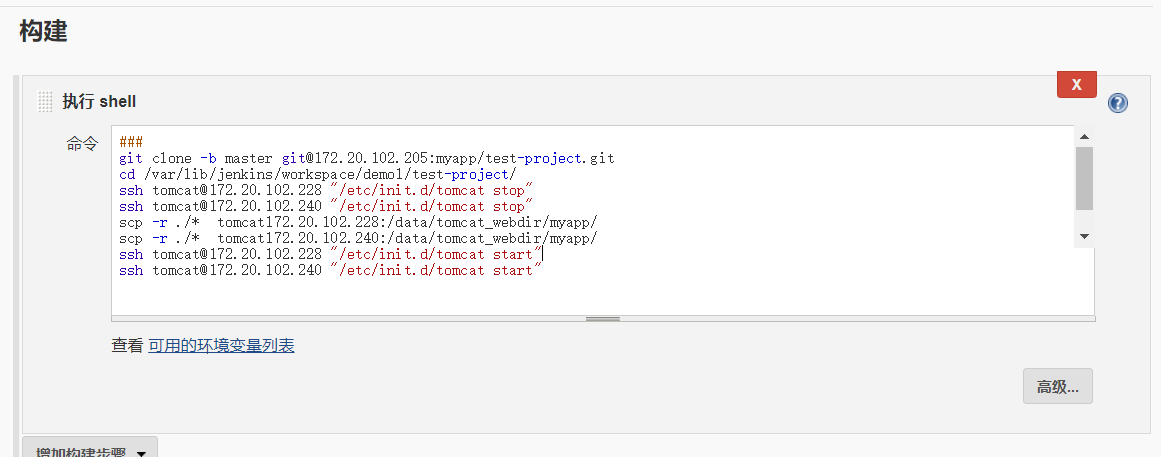 构建
执行 shell
X
?
命令
###
git clone -b master git@172.20.102.205:myapp/test-project.git
cd /var/lib/jenkins/workspace/demo1/test-project/
ssh tomcat@172.20.102.228 "/etc/init.d/tomcat stop"
ssh tomcat@172.20.102.240 "/etc/init.d/tomcat stop"
scp -r ./*  tomcat172.20.102.228:/data/tomcat_webdir/myapp/
scp -r ./*  tomcat172.20.102.240:/data/tomcat_webdir/myapp/
ssh tomcat@172.20.102.228 "/etc/init.d/tomcat start"
ssh tomcat@172.20.102.240 "/etc/init.d/tomcat start"
查看 可用的环境变量列表
高级...
增加构建步骤